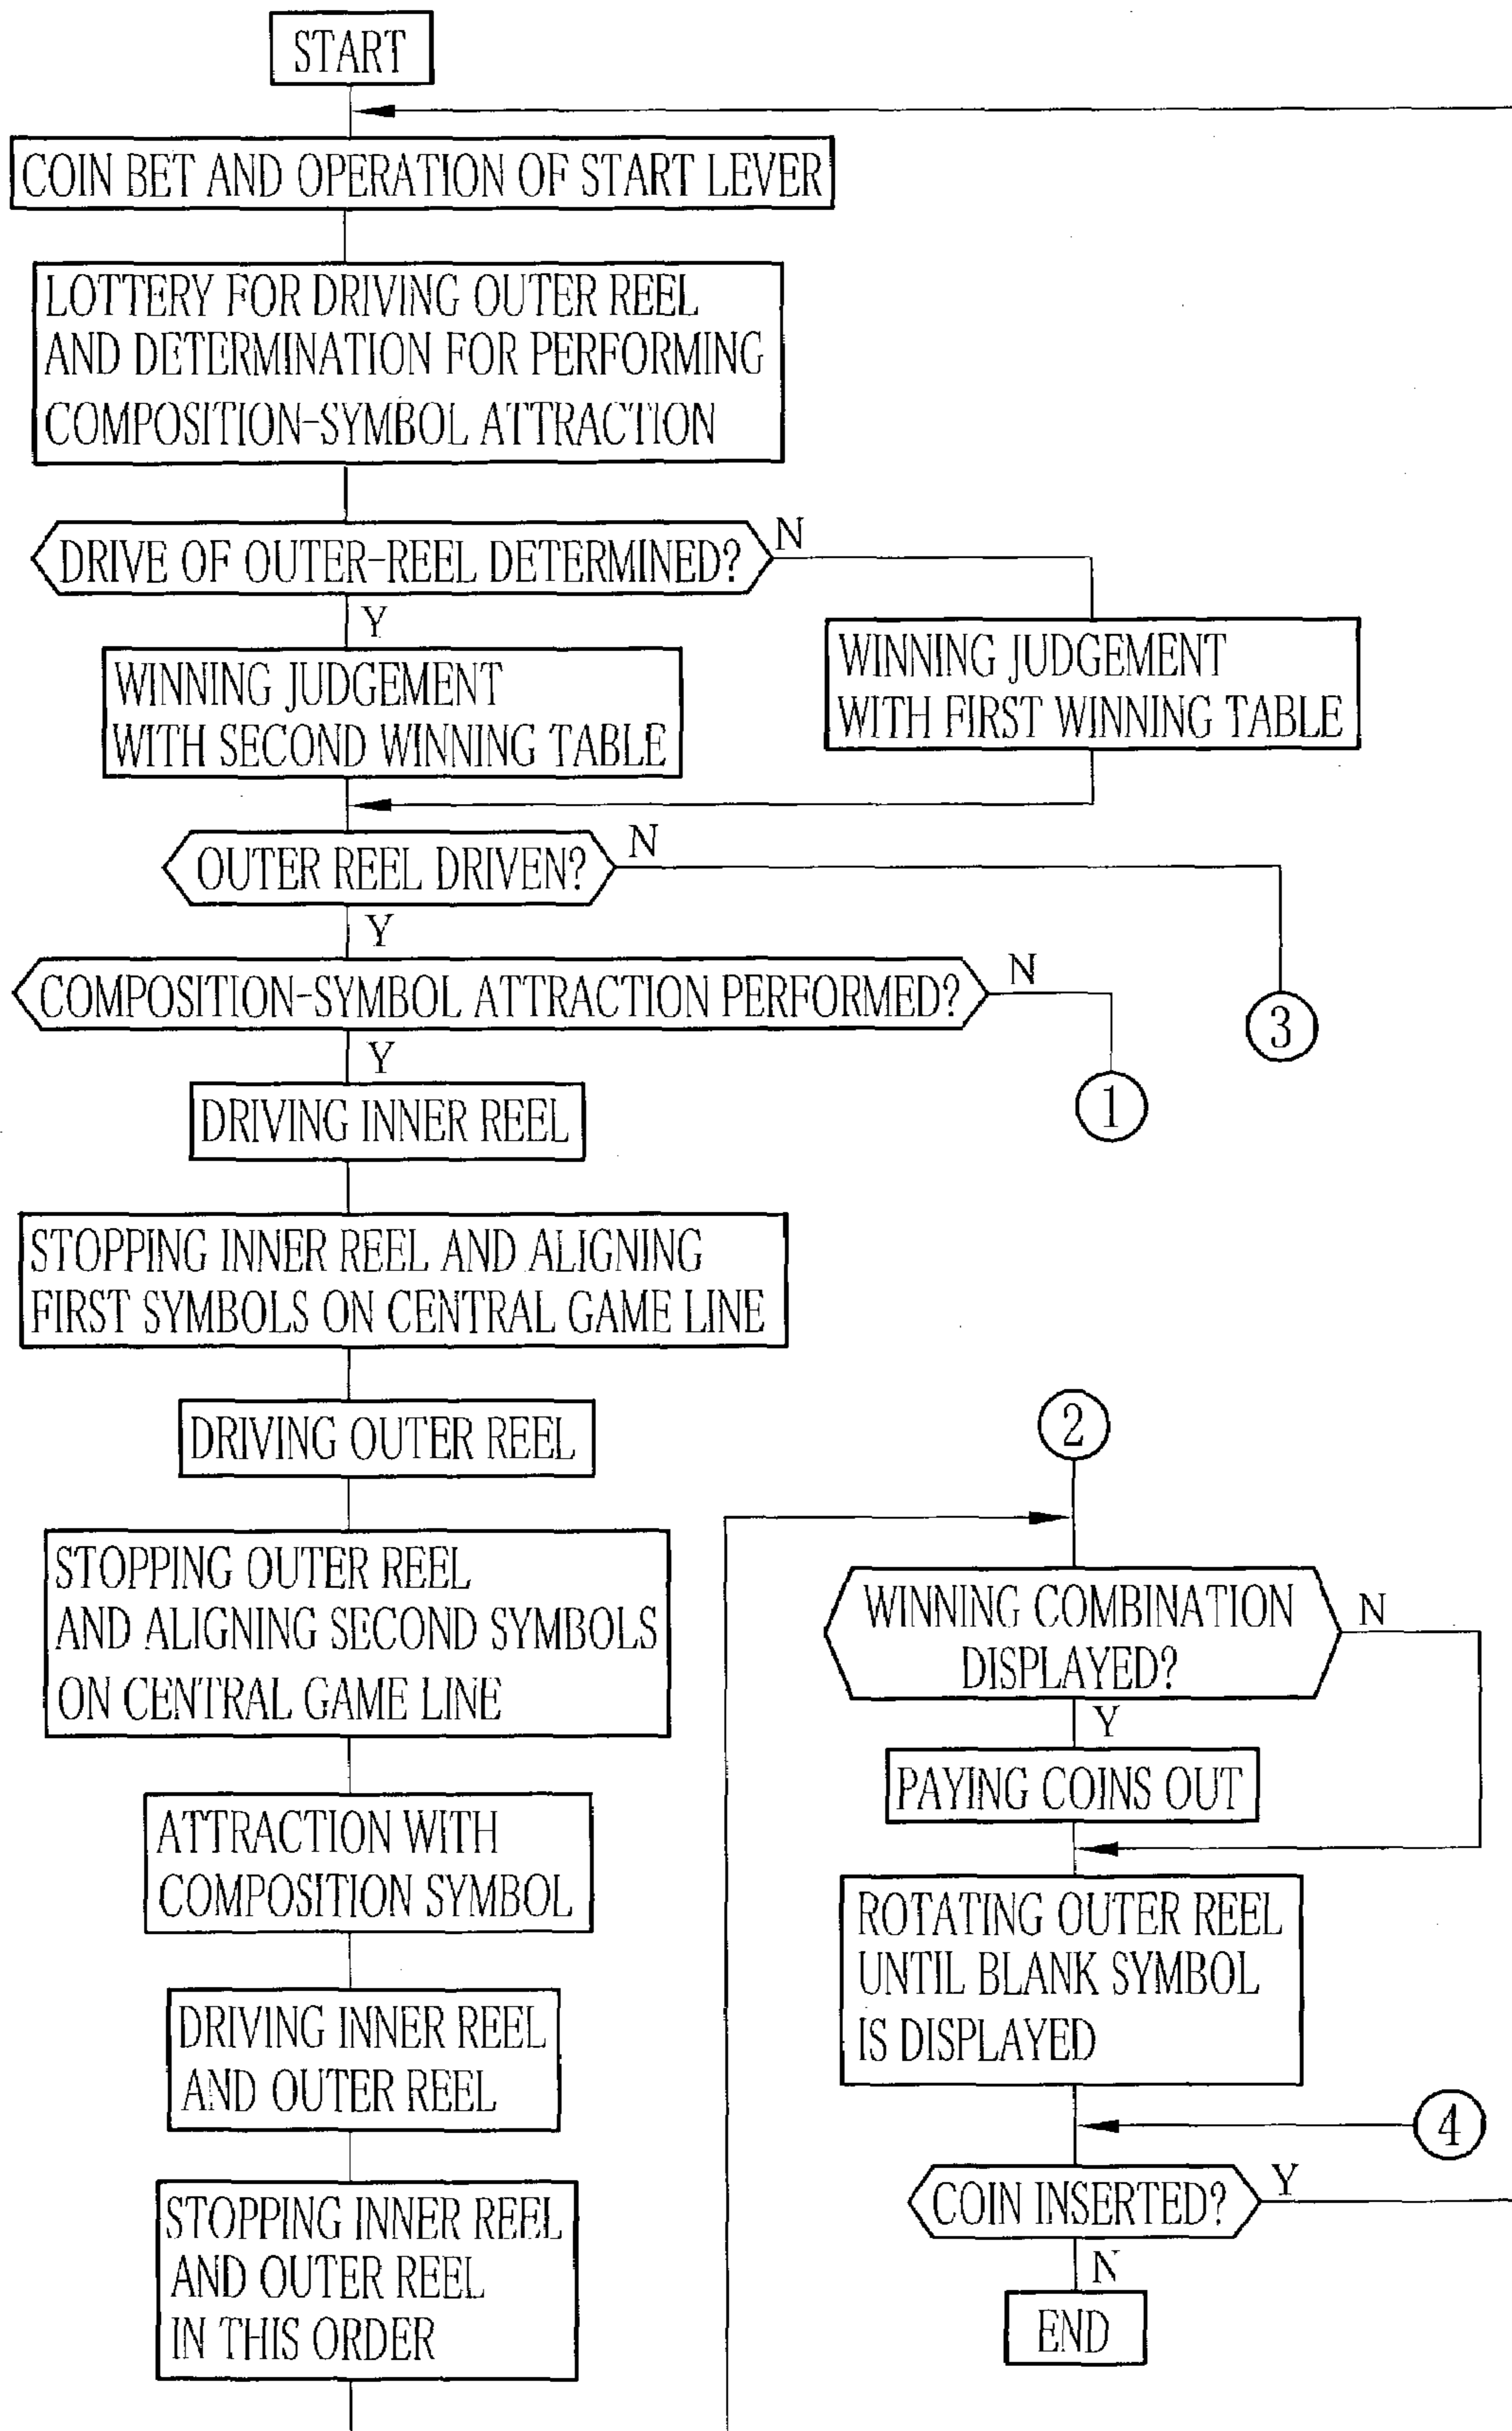 START
COIN BET AND OPERATION OF START LEVER
LOTTERY FOR DRIVING OUTER REEL
AND DETERMINATION FOR PERFORMING
COMPOSITION-SYMBOL ATTRACTION
DRIVE OF OUTER-REEL DETERMINED?
N
Y
WINNING JUDGEMENT
WITH SECOND WINNING TABLE
WINNING JUDGEMENT
WITH FIRST WINNING TABLE
OUTER REEL DRIVEN?
N
Y
3
COMPOSITION-SYMBOL ATTRACTION PERFORMED?
N
Y
1
DRIVING INNER REEL
STOPPING INNER REEL AND ALIGNING
FIRST SYMBOLS ON CENTRAL GAME LINE
DRIVING OUTER REEL
STOPPING OUTER REEL
AND ALIGNING SECOND SYMBOLS
ON CENTRAL GAME LINE
ATTRACTION WITH
COMPOSITION SYMBOL
DRIVING INNER REEL
AND OUTER REEL
STOPPING INNER REEL
AND OUTER REEL
IN THIS ORDER
2
WINNING COMBINATION
DISPLAYED?
N
Y
PAYING COINS OUT
ROTATING OUTER REEL
UNTIL BLANK SYMBOL
IS DISPLAYED
4
COIN INSERTED?
Y
N
END